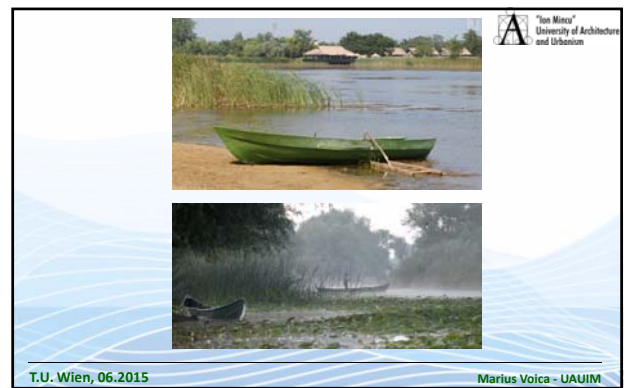 "Ion Mincu"
University of Architecture
and Urbanism
T.U. Wien, 06.2015
Marius Voica - UAUIM